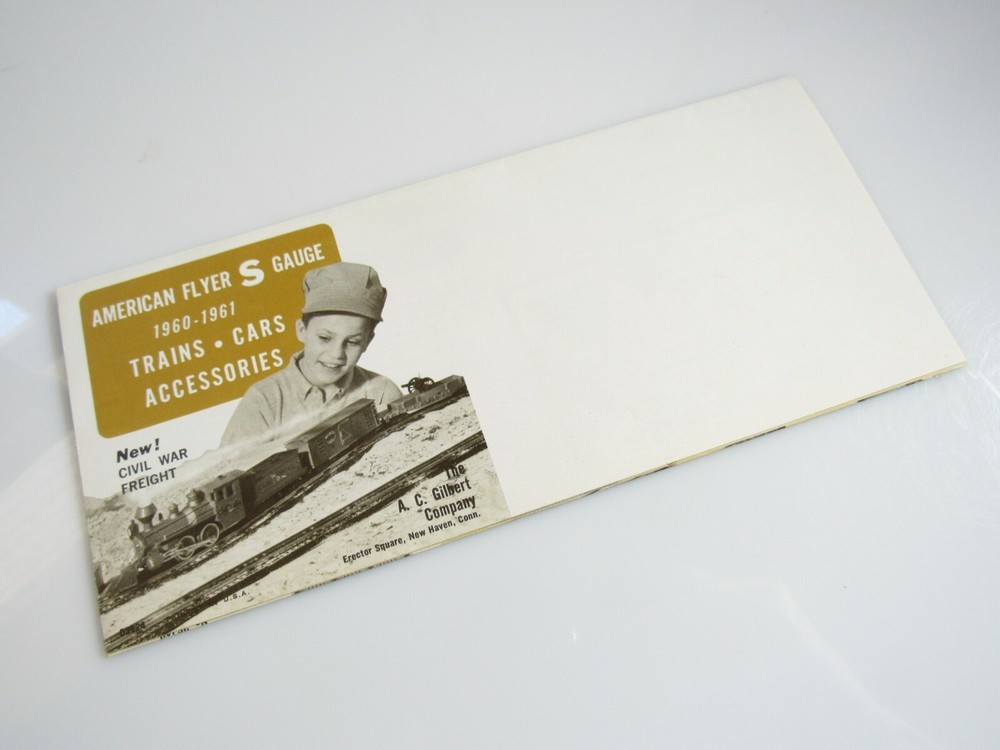 AMERICAN FLYER S GAUGE
1960-1961
TRAINS • CARS
ACCESSORIES
New!
CIVIL WAR
FREIGHT
The
A. C. Gilbert
Company
Erector Square, New Haven, Conn.
U.S.A.